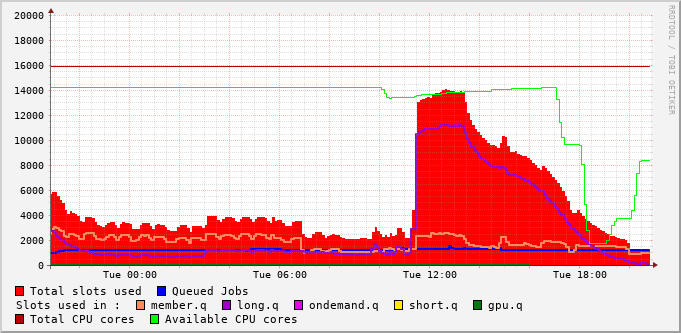 20000
18000
16000
14000
12000
10000
8000
6000
4000
2000
0
Tue 00:00 Tue 06:00 Tue 12:00 Tue 18:00
RRDTOOL / TOBI OETIKER
Total slots used Queued Jobs
Slots used in : member.q long.q ondemand.q short.q gpu.q
Total CPU cores Available CPU cores